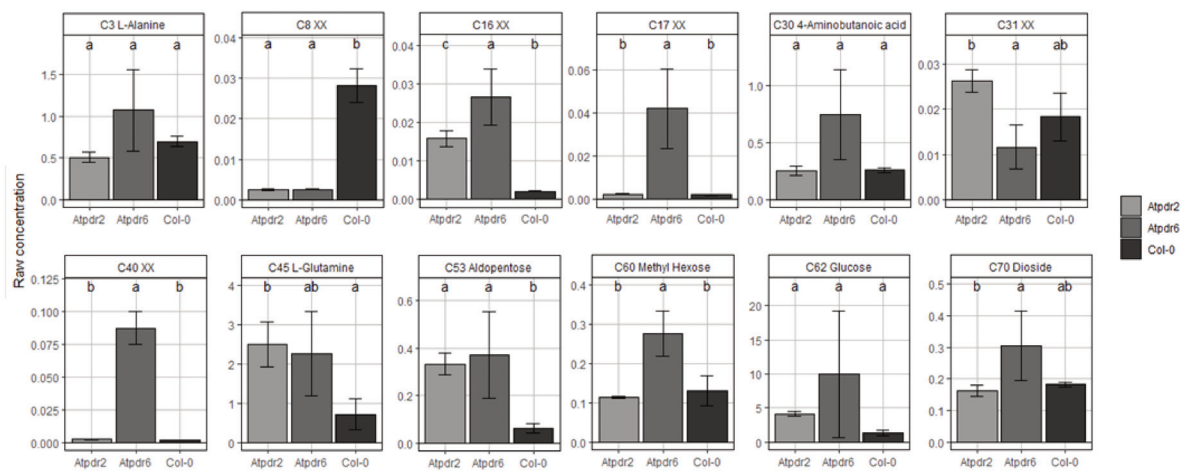 C3 L-Alanine C8 XX C16 XX C17 XX C30 4-Aminobutanoic acid C31 XX
a a a a a b c a b b a b a a a b a ab
1.5 0.04 0.04 0.06 1.0 0.03
1.0 0.03 0.03 0.04 0.5 0.02
0.5 0.02 0.02 0.02 0.0 0.01
0.0 0.01 0.01 0.00 0.00
0.00 0.00
Atpdr2 Atpdr6 Col-0 Atpdr2 Atpdr6 Col-0 Atpdr2 Atpdr6 Col-0 Atpdr2 Atpdr6 Col-0 Atpdr2 Atpdr6 Col-0 Atpdr2 Atpdr6 Col-0
Raw concentration
C40 XX C45 L-Glutamine C53 Aldopentose C60 Methyl Hexose C62 Glucose C70 Dioside
b a b b ab a a a b b a b a a a b a ab
0.125 4 0.6 0.4 20 0.5
0.100 3 0.4 0.3 15 0.4
0.075 2 0.2 0.2 10 0.3
0.050 1 0.0 0.1 5 0.2
0.025 0 0.0 0 0.1
0.000 0.0
Atpdr2 Atpdr6 Col-0 Atpdr2 Atpdr6 Col-0 Atpdr2 Atpdr6 Col-0 Atpdr2 Atpdr6 Col-0 Atpdr2 Atpdr6 Col-0 Atpdr2 Atpdr6 Col-0
Atpdr2
Atpdr6
Col-0